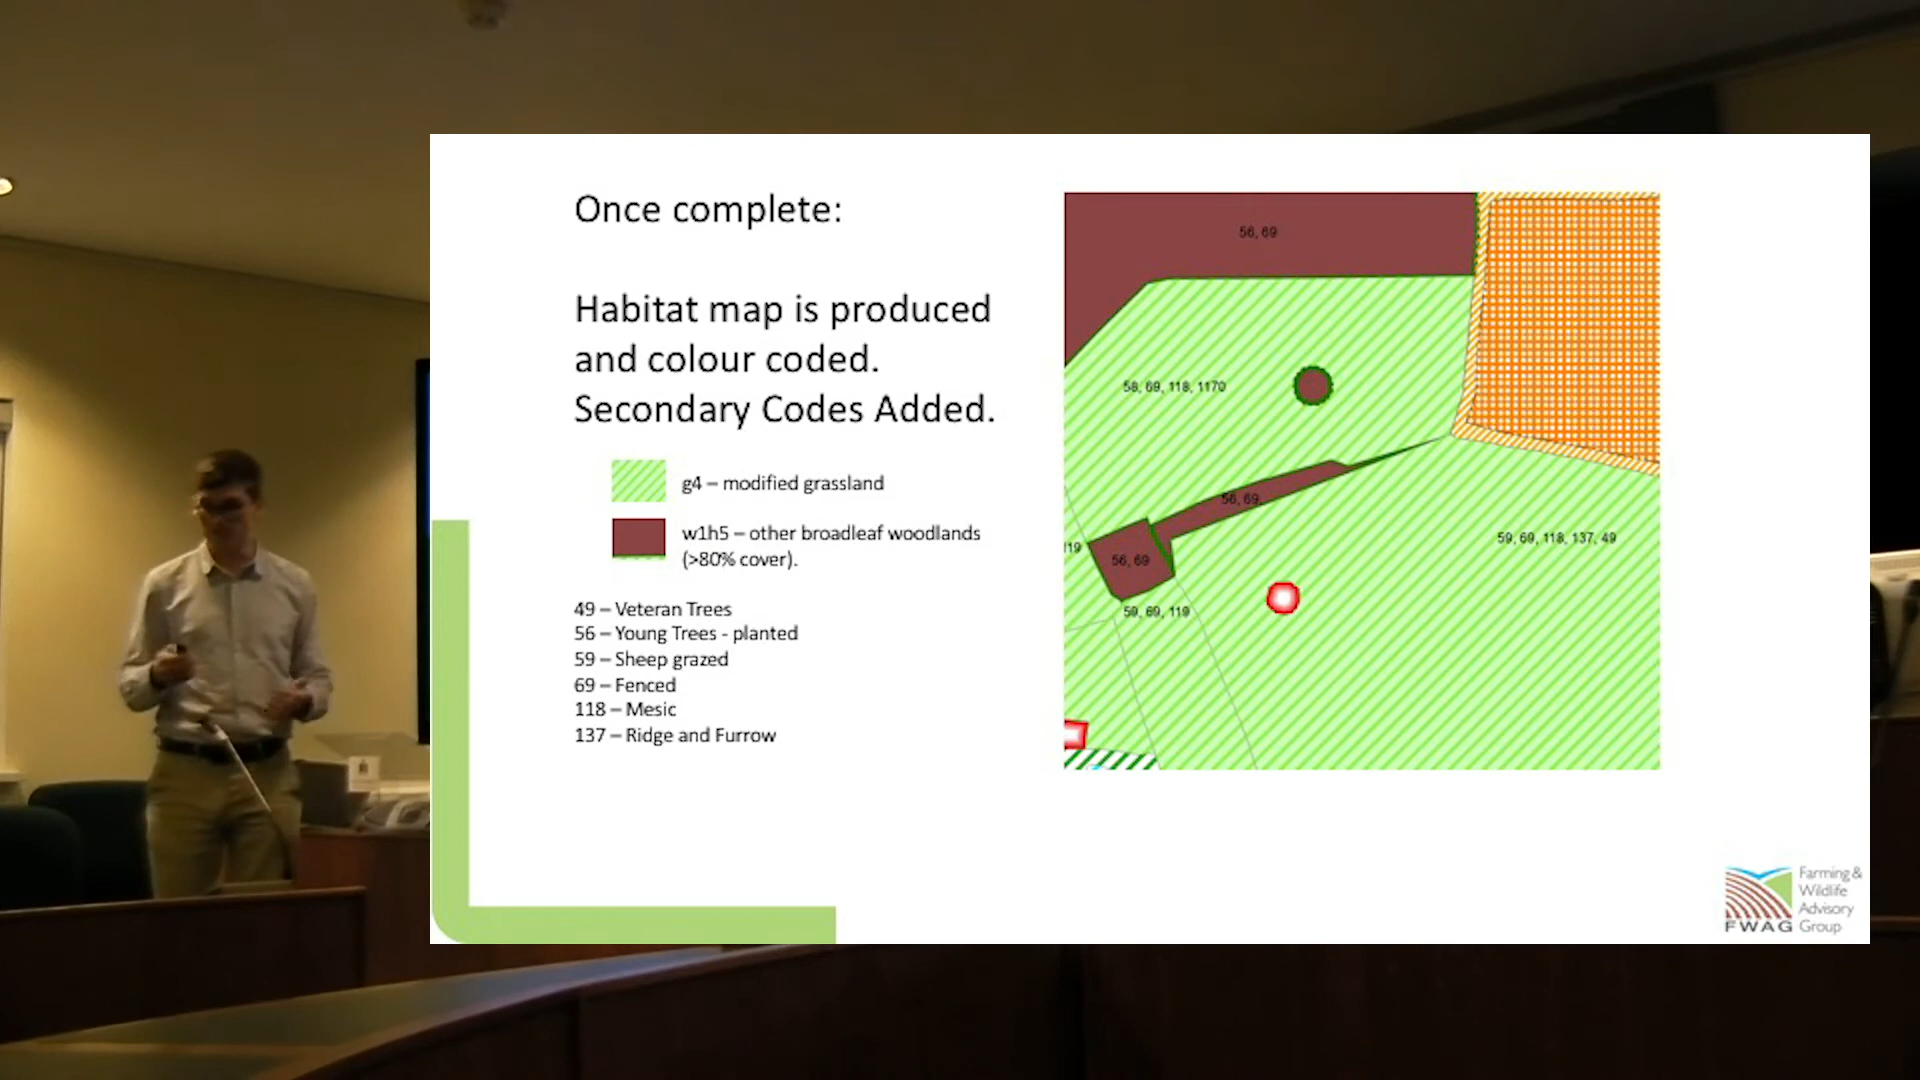 Once complete:
Habitat map is produced
and colour coded.
Secondary Codes Added.
g4 – modified grassland
w1h5 – other broadleaf woodlands
(>80% cover).
49 – Veteran Trees
56 – Young Trees - planted
59 – Sheep grazed
69 – Fenced
118 – Mesic
137 – Ridge and Furrow
56, 69
58, 69, 118, 1170
56, 69,
59, 69, 118, 137, 49
119
56, 69
59, 69, 119
Farming &
Wildlife
Advisory
FWAG Group